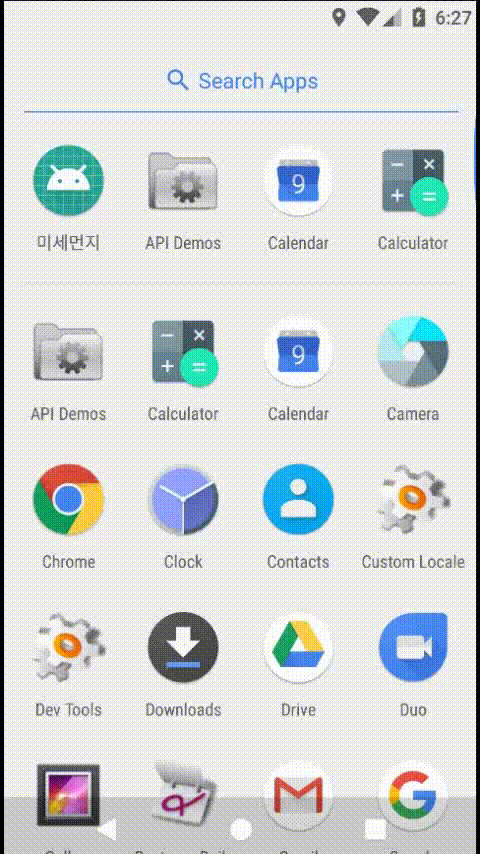 6:27
Search Apps
미세먼지 API Demos Calendar Calculator
API Demos Calculator Calendar Camera
Chrome Clock Contacts Custom Locale
Dev Tools Downloads Drive Duo